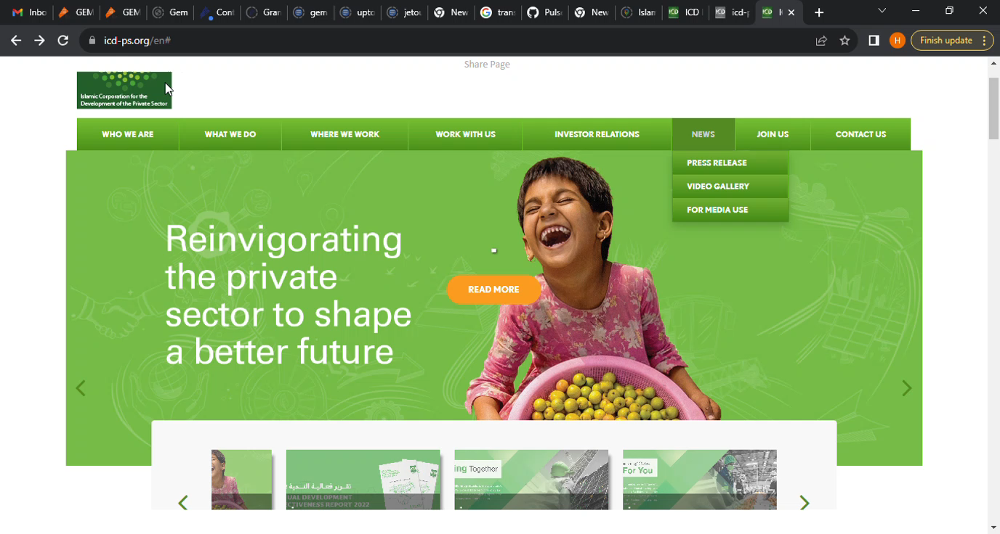 Inbo
GEM
GEM
Gem
Cont
Gran
gem
upto
jetou
New
trans
Pulse
New
Islam
ICD
icd-p
icd-ps.org/en#
H
Finish update
Share Page
Islamic Corporation for the
Development of the Private Sector
WHO WE ARE
WHAT WE DO
WHERE WE WORK
WORK WITH US
INVESTOR RELATIONS
NEWS
JOIN US
CONTACT US
PRESS RELEASE
VIDEO GALLERY
FOR MEDIA USE
Reinvigorating
the private
sector to shape
a better future
READ MORE
تقرير فعالية التنمية
UAL DEVELOPMENT
CTIVENESS REPORT 2022
ing Together
For You